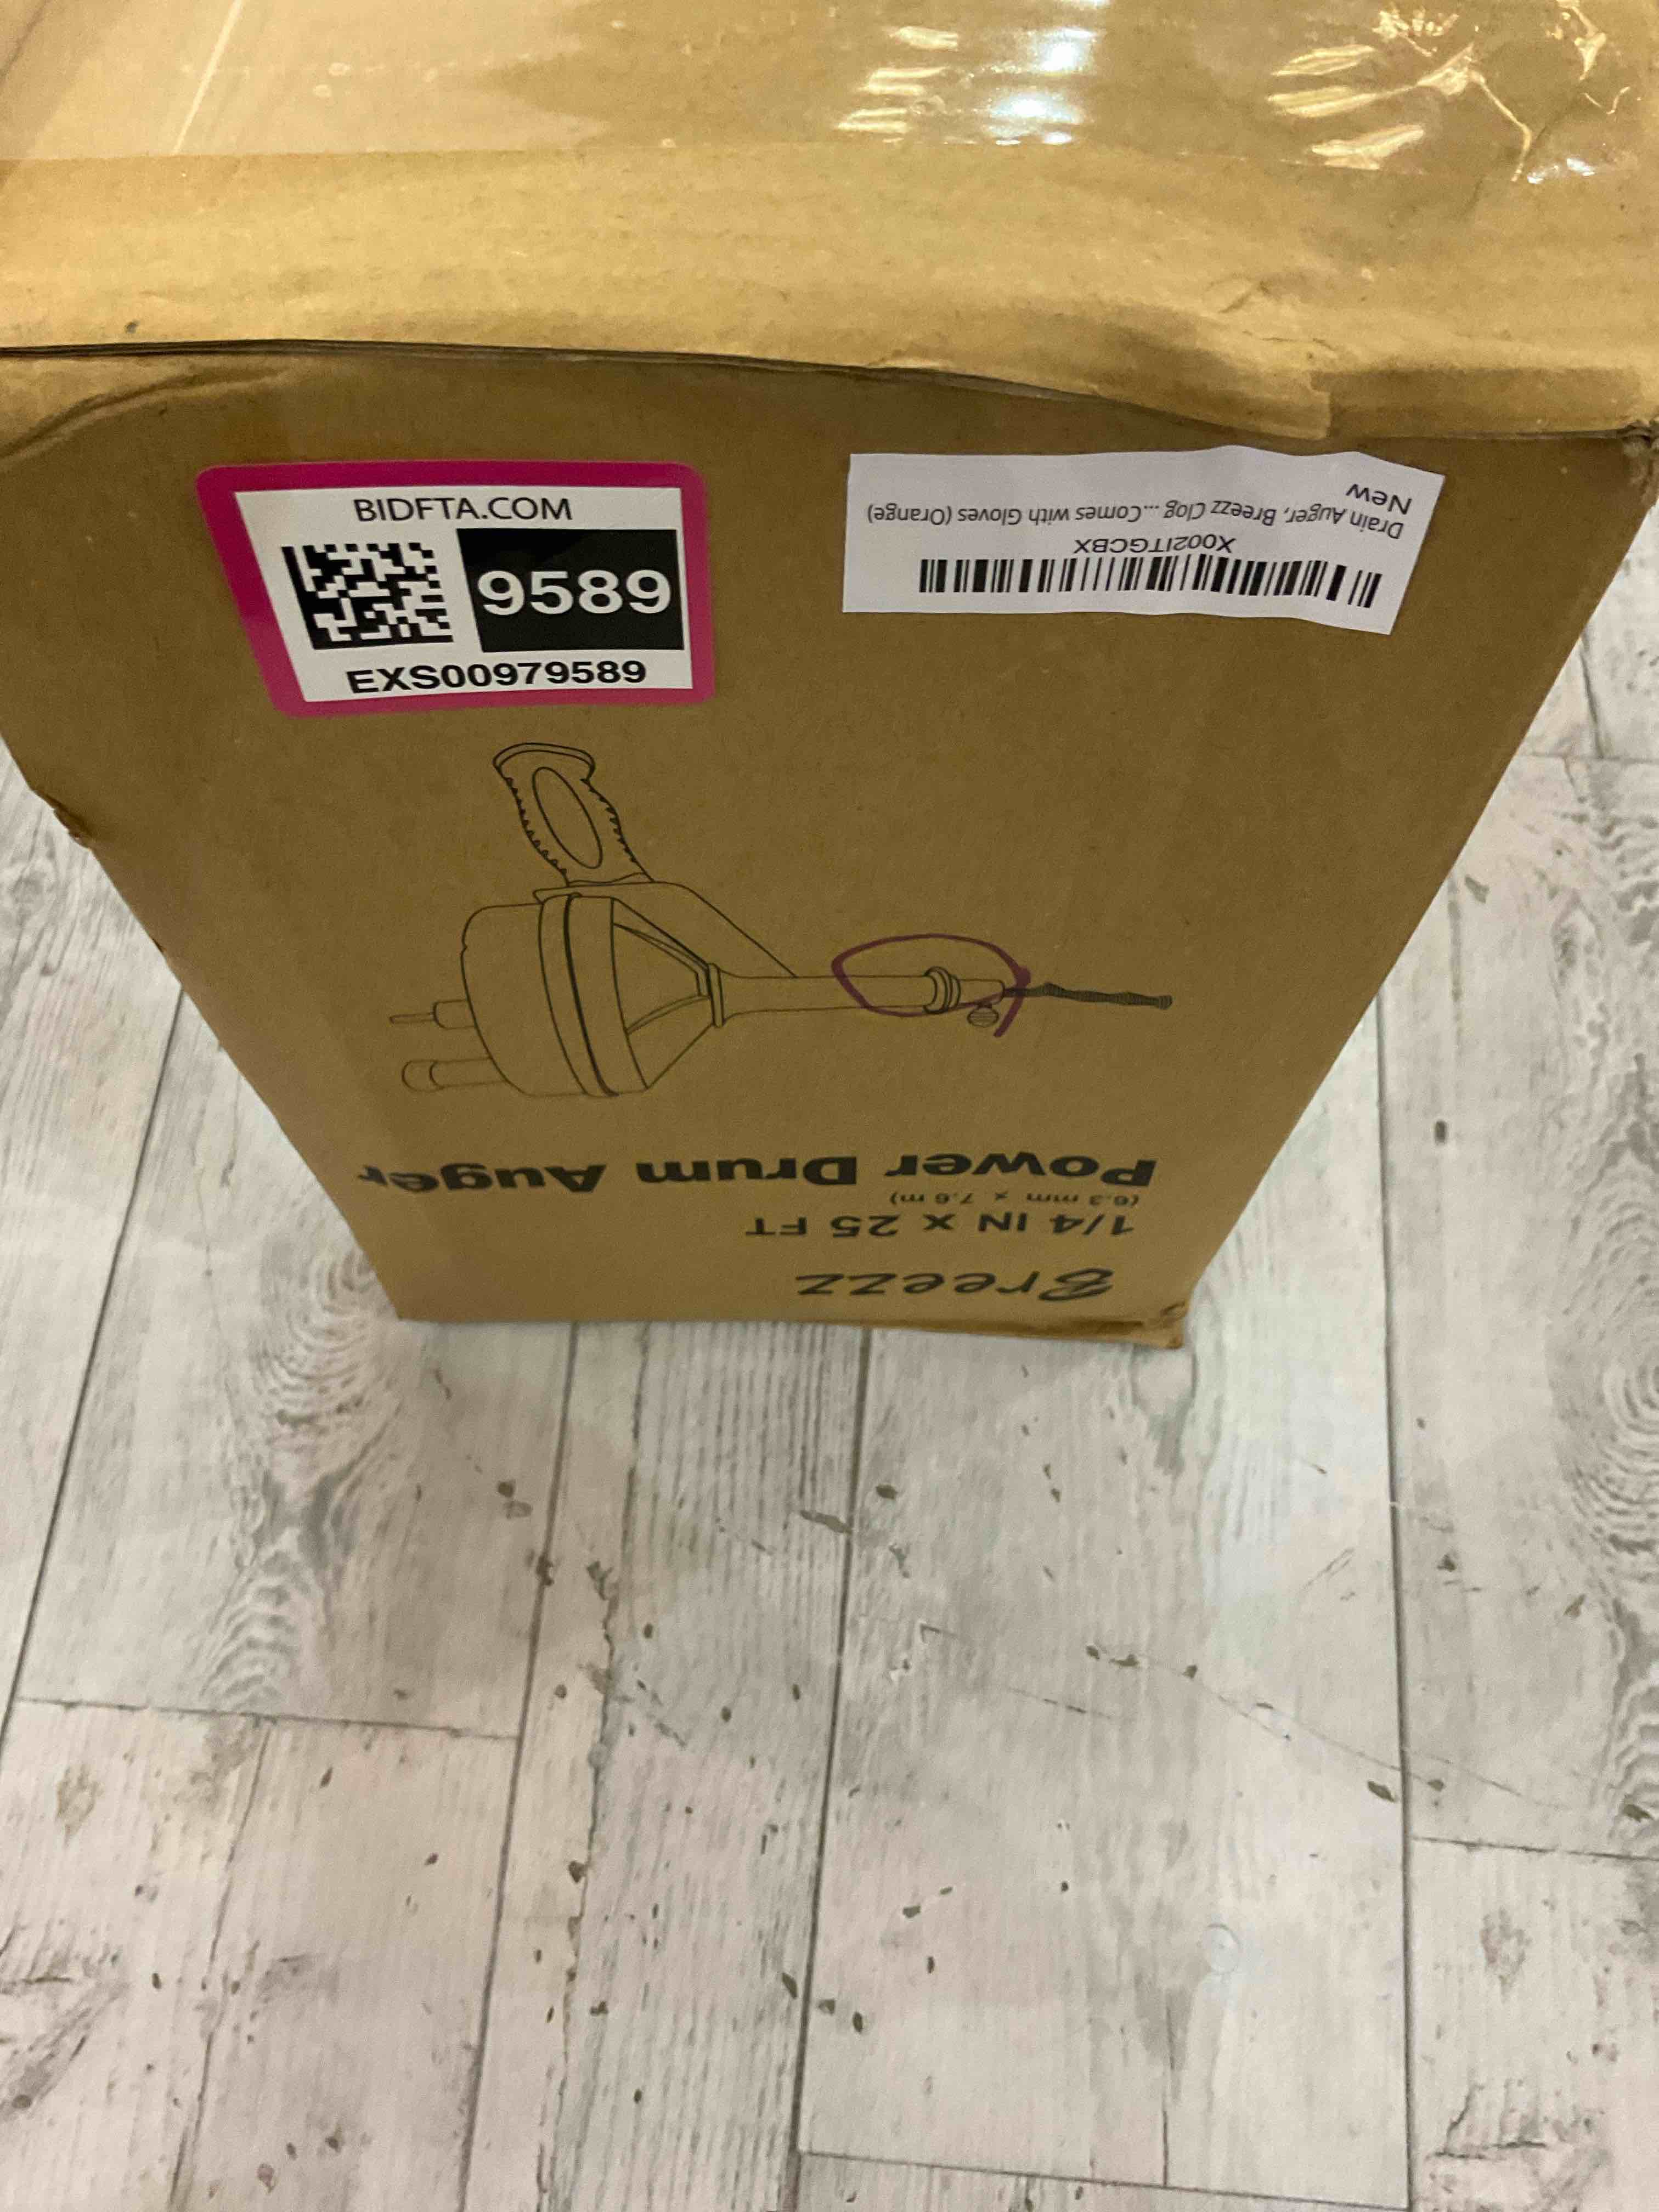 BIDFTA.COM
9589
EXS00979589
X002ITGCBX
Drain Auger, Breezz Clog ...Comes with Gloves (Orange)
New
Breezz
1/4 IN X 25 FT
(6.3 mm x 7.6 m)
Power Drum Auger